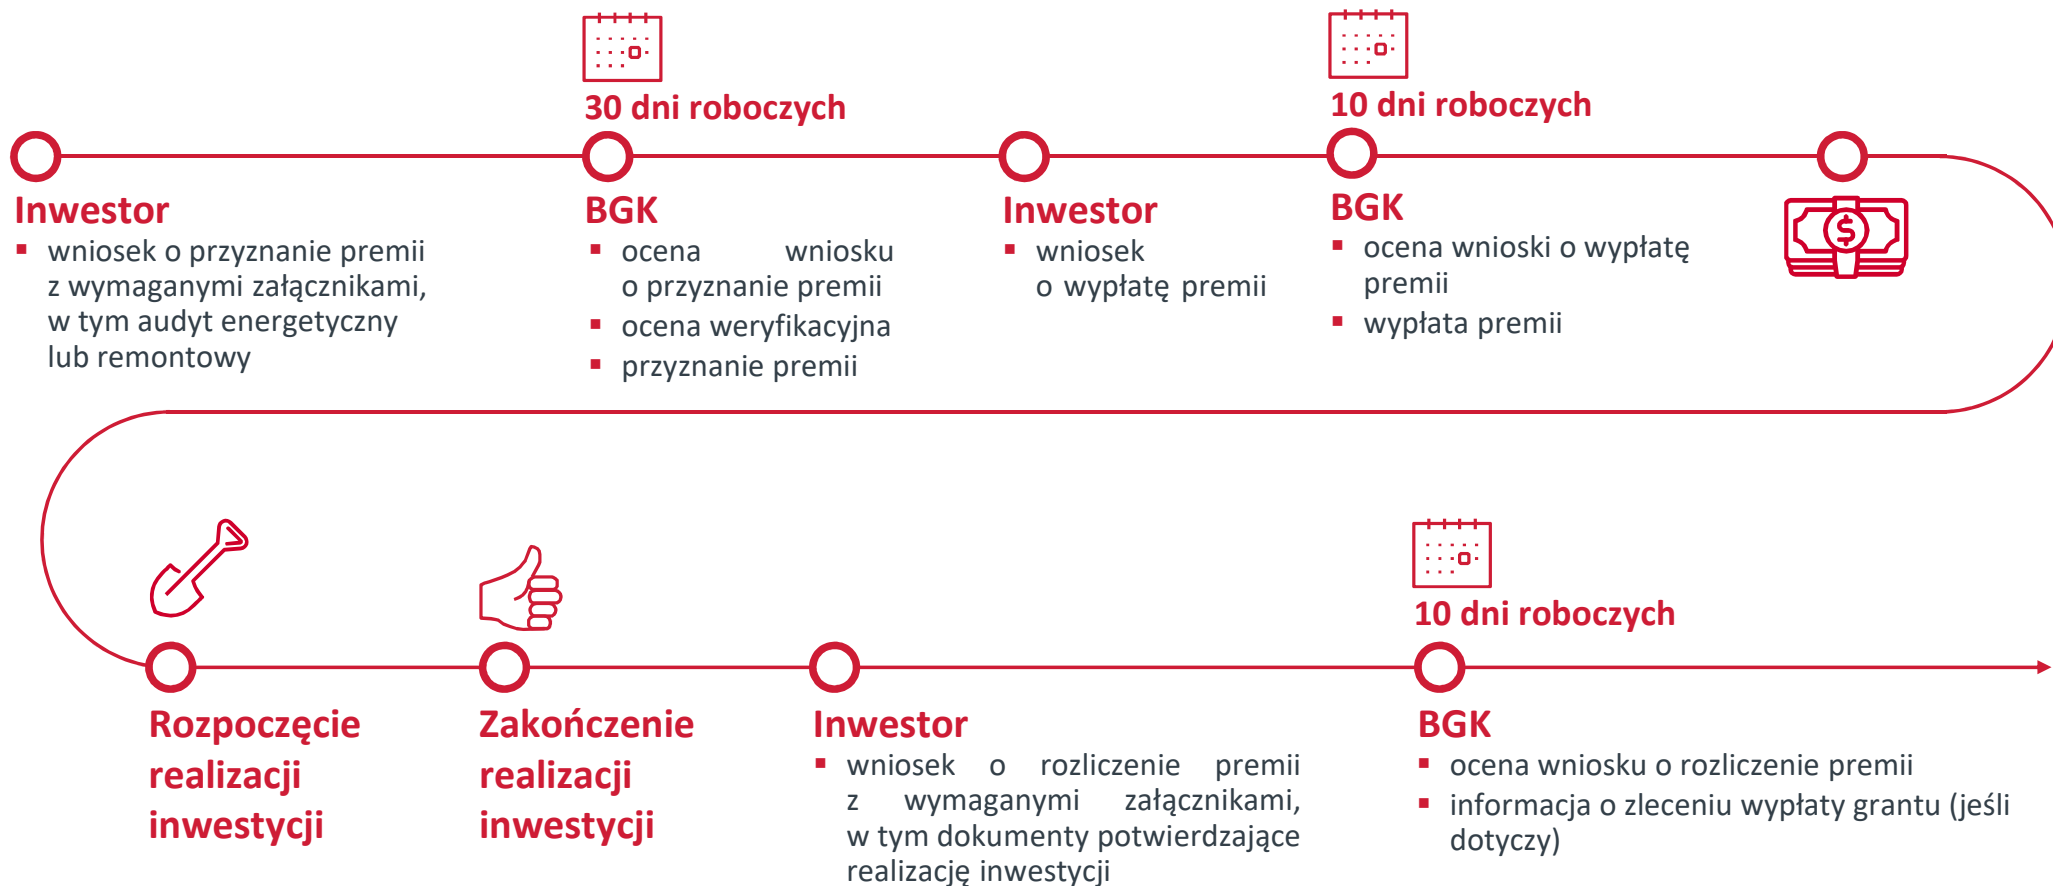 30 dni roboczych
10 dni roboczych
Inwestor
▪ wniosek o przyznanie premii
z wymaganymi załącznikami,
w tym audyt energetyczny
lub remontowy
BGK
▪ ocena wniosku
o przyznanie premii
▪ ocena weryfikacyjna
▪ przyznanie premii
Inwestor
▪ wniosek
o wypłatę premii
BGK
▪ ocena wnioski o wypłatę
premii
▪ wypłata premii
$
10 dni roboczych
Rozpoczęcie
realizacji
inwestycji
Zakończenie
realizacji
inwestycji
Inwestor
▪ wniosek o rozliczenie premii
z wymaganymi załącznikami,
w tym dokumenty potwierdzające
realizację inwestycji
BGK
▪ ocena wniosku o rozliczenie premii
▪ informacja o zleceniu wypłaty grantu (jeśli
dotyczy)